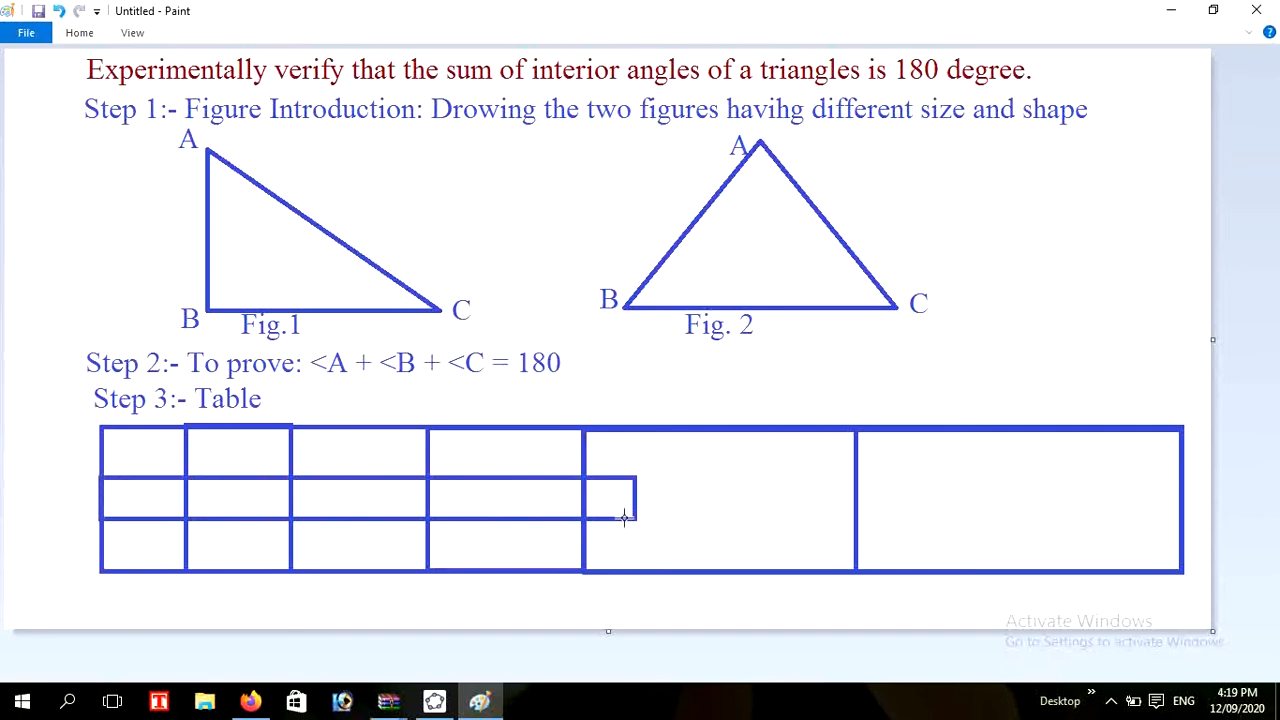 Untitled - Paint
File Home View
Experimentally verify that the sum of interior angles of a triangles is 180 degree.
Step 1:- Figure Introduction: Drowing the two figures havihg different size and shape
A
A
B
C
B
C
Fig.1
Fig. 2
Step 2:- To prove: <A + <B + <C = 180
Step 3:- Table
Activate Windows
Go to Settings to activate Windows.
Desktop
ENG
4:19 PM
12/09/2020